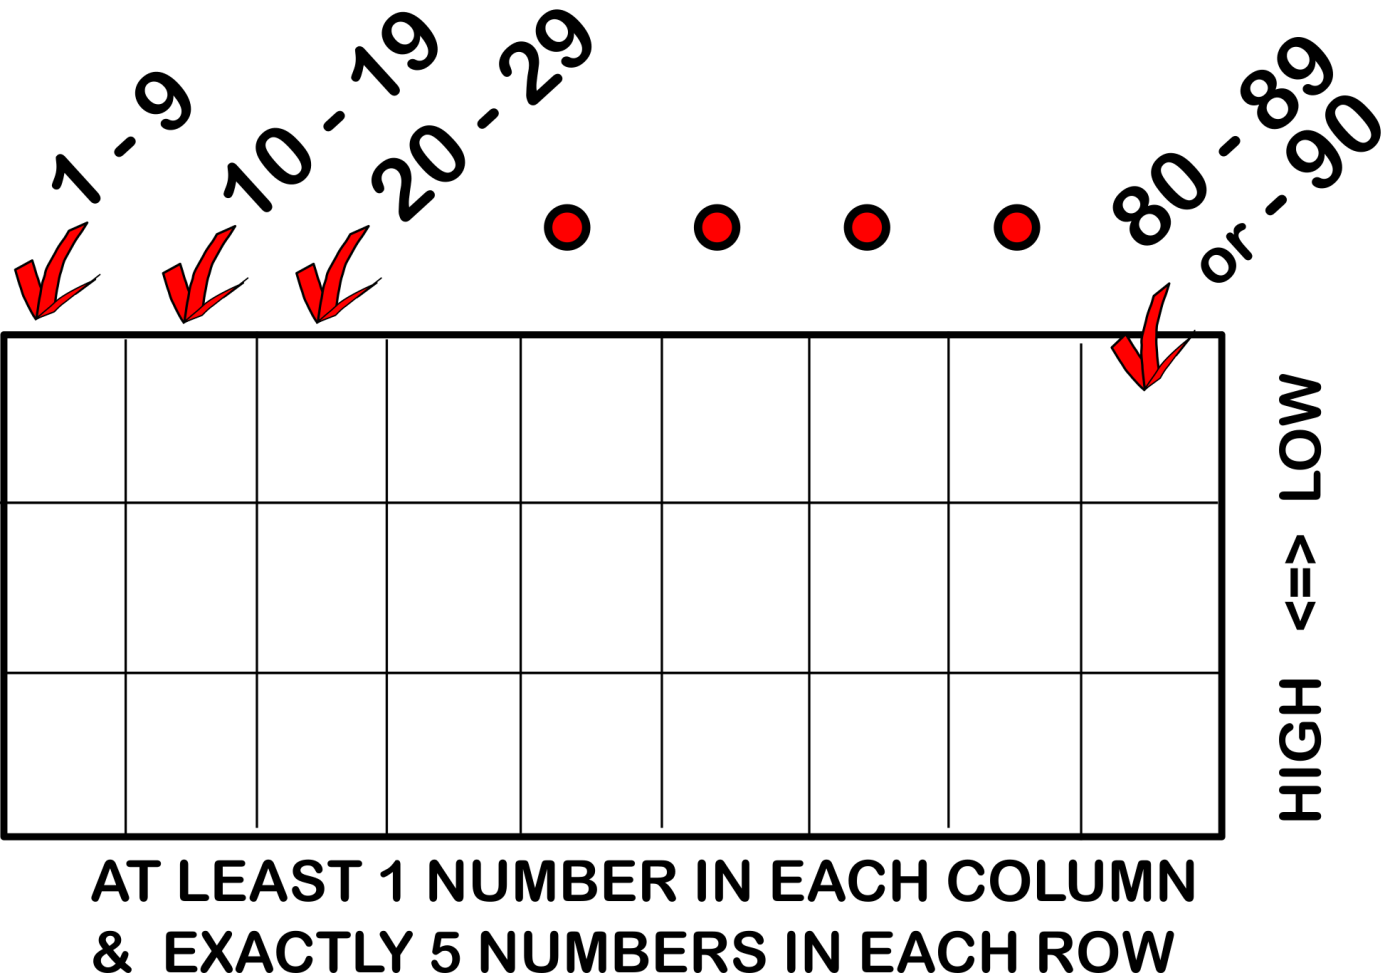 1 - 9
10 - 19
20 - 29
80 - 89
or - 90
HIGH <=> LOW
AT LEAST 1 NUMBER IN EACH COLUMN
& EXACTLY 5 NUMBERS IN EACH ROW